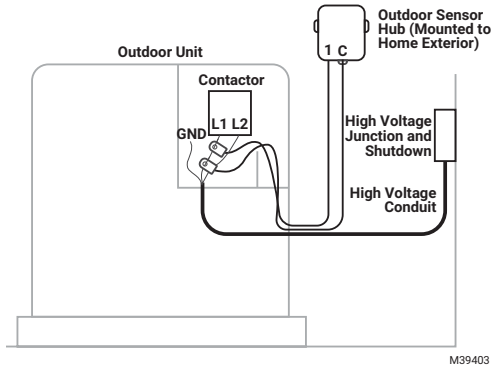 Outdoor Sensor
Hub (Mounted to
Home Exterior)
1 C
Outdoor Unit
Contactor
L1 L2
GND
High Voltage
Junction and
Shutdown
High Voltage
Conduit
M39403